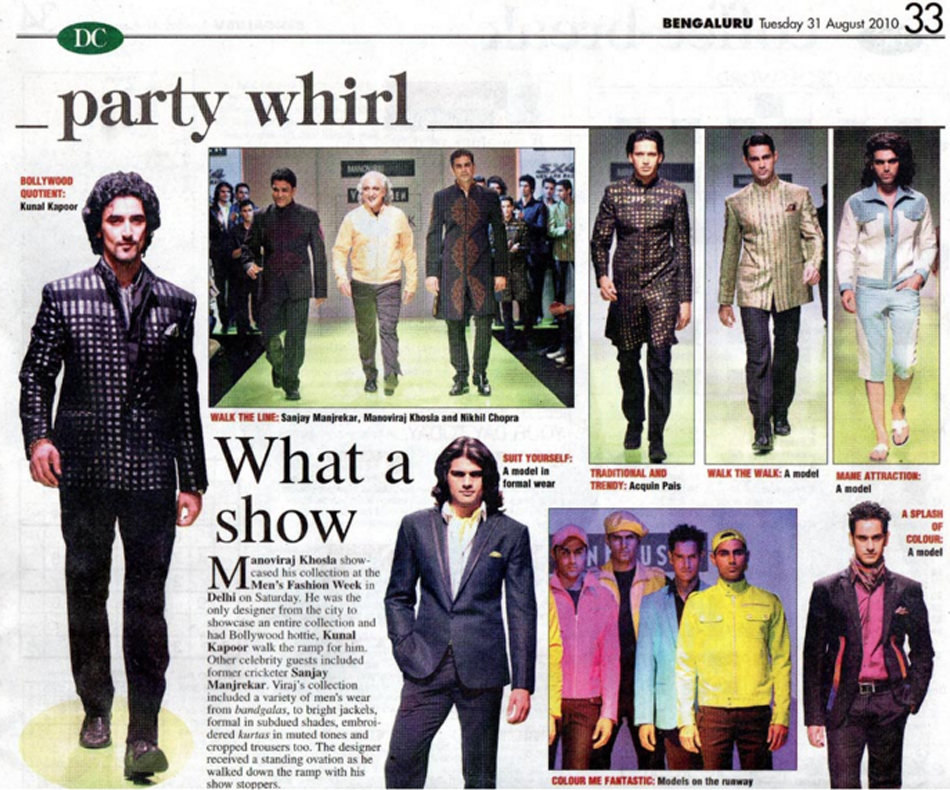 DC
BENGALURU Tuesday 31 August 2010 33
party whirl
BOLLYWOOD
QUOTIENT:
Kunal Kapoor
WALK THE LINE: Sanjay Manjrekar, Manoviraj Khosla and Nikhil Chopra
TRADITIONAL AND
TRENDY: Acquin Pais
WALK THE WALK: A model
MANE ATTRACTION:
A model
What a
show
Manoviraj Khosla show-
cased his collection at the
Men's Fashion Week in
Delhi on Saturday. He was the
only designer from the city to
showcase an entire collection and
had Bollywood hottie, Kunal
Kapoor walk the ramp for him.
Other celebrity guests included
former cricketer Sanjay
Manjrekar. Viraj's collection
included a variety of men's wear
from bandgalas, to bright jackets,
formal in subdued shades, embroi-
dered kurtas in muted tones and
cropped trousers too. The designer
received a standing ovation as he
walked down the ramp with his
show stoppers.
SUIT YOURSELF:
A model in
formal wear
COLOUR ME FANTASTIC: Models on the runway
A SPLASH
OF
COLOUR:
A model